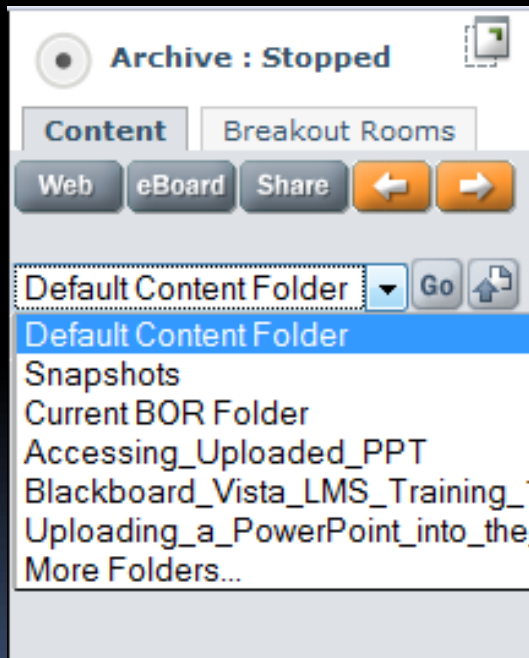 Archive : Stopped
Content Breakout Rooms
Web eBoard Share
Default Content Folder Go
Default Content Folder
Snapshots
Current BOR Folder
Accessing_Uploaded_PPT
Blackboard_Vista_LMS_Training_
Uploading_a_PowerPoint_into_the
More Folders...